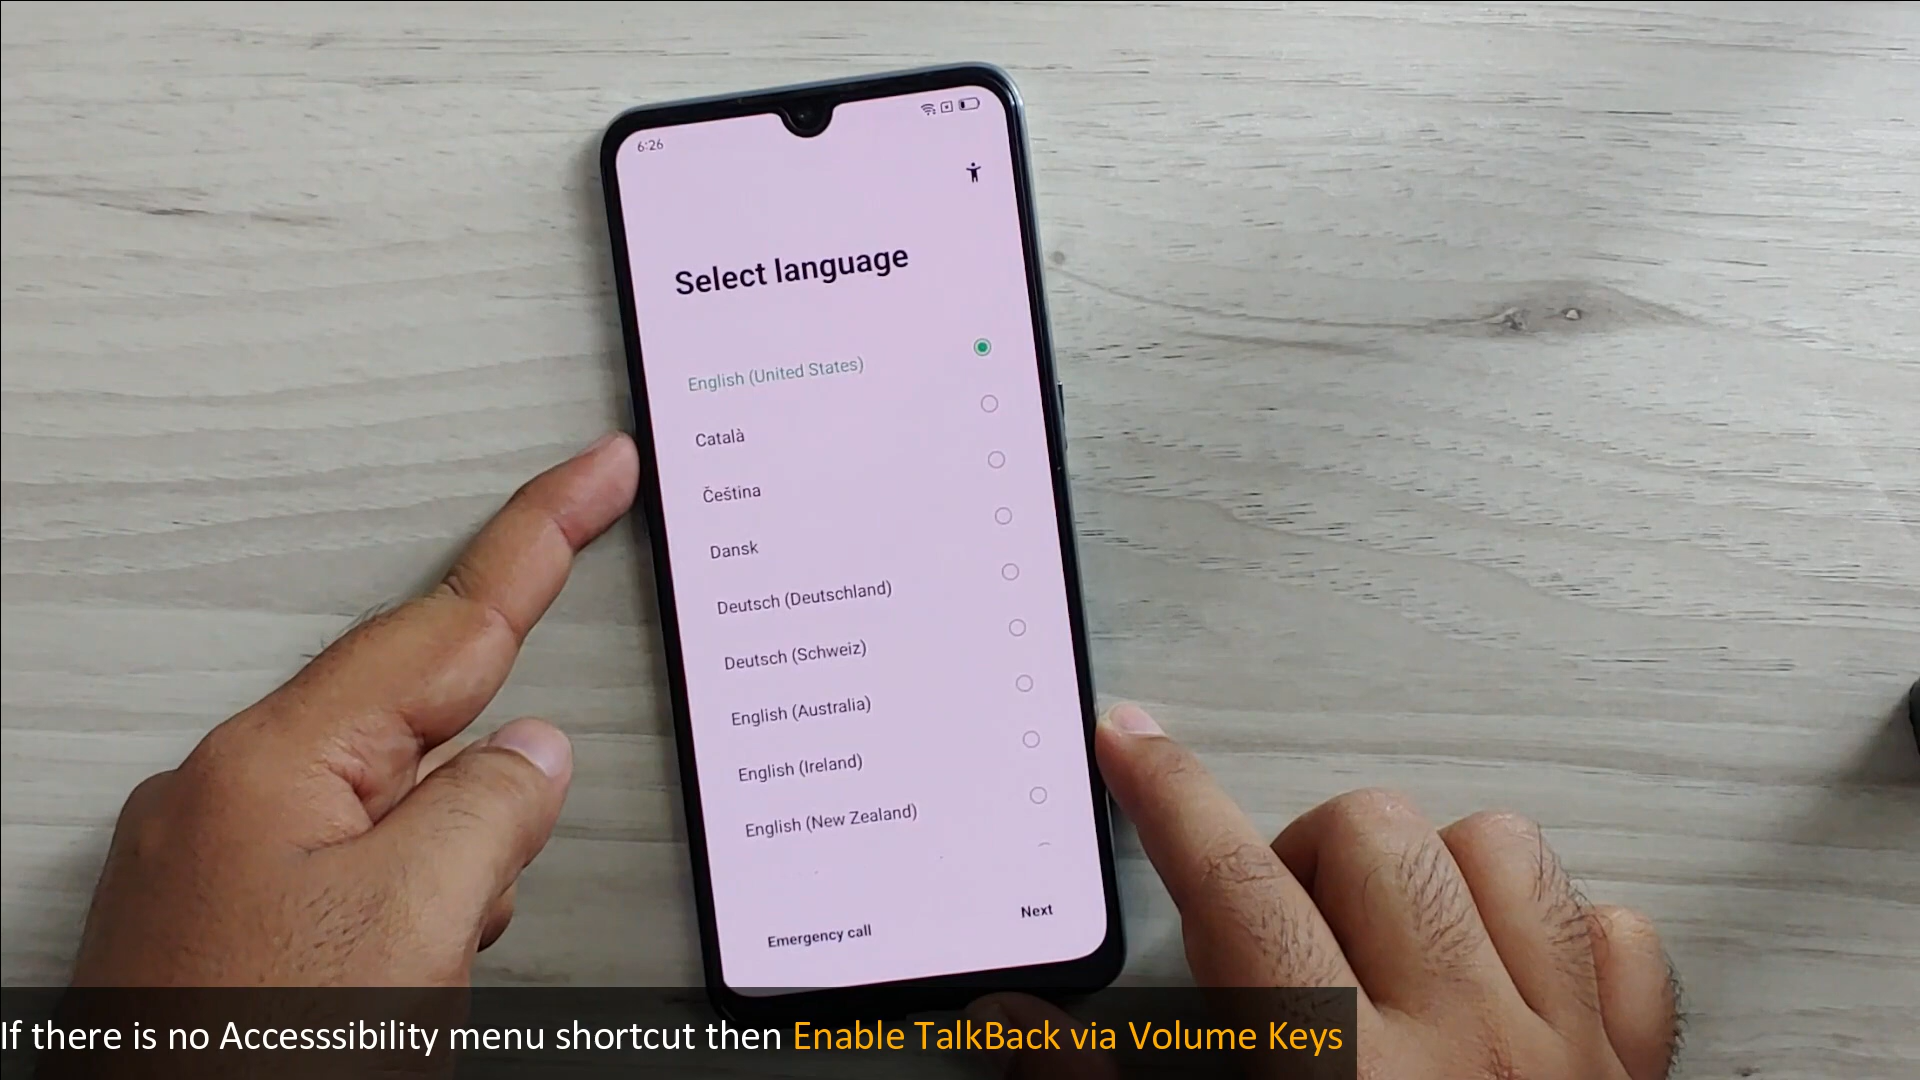 6:26
Select language
English (United States)
Català
Čeština
Dansk
Deutsch (Deutschland)
Deutsch (Schweiz)
English (Australia)
English (Ireland)
English (New Zealand)
Emergency call
Next
If there is no Accesssibility menu shortcut then Enable TalkBack via Volume Keys